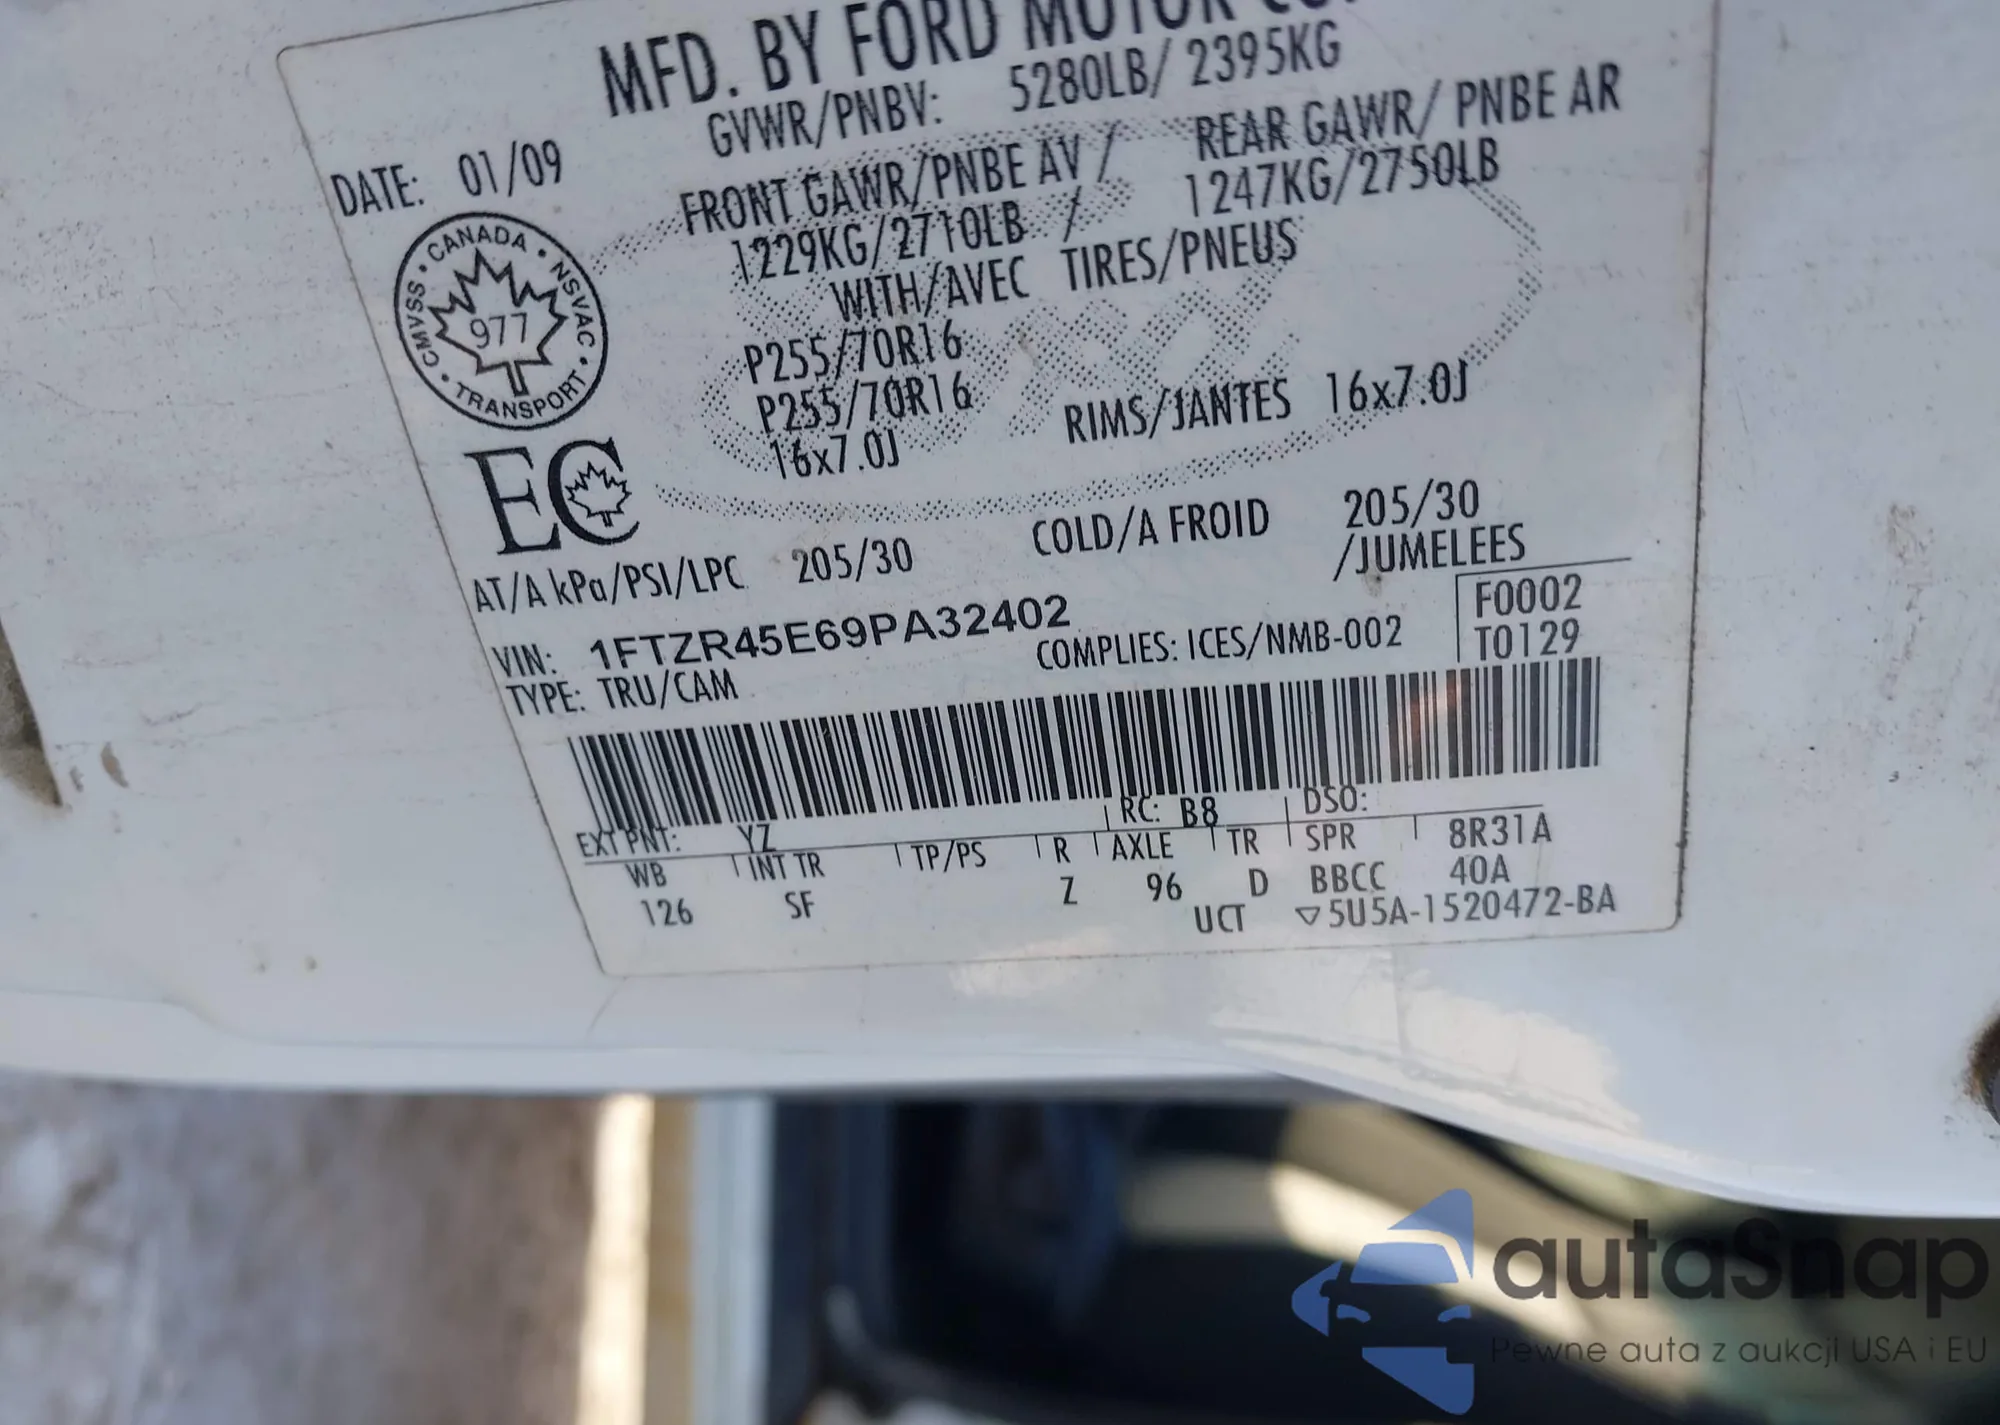 MFD. BY FORD MOTOR CO.
GVWR/PNBV: 5280LB/ 2395KG
DATE: 01/09
FRONT GAWR/PNBE AV / REAR GAWR/ PNBE AR
1229KG/2710LB / 1247KG/2750LB
WITH/AVEC TIRES/PNEUS
P255/70R16
P255/70R16
16x7.0J RIMS/JANTES 16x7.0J
CMVSS • CANADA • NSVAC • TRANSPORT •
977
EC
AT/A kPa/PSI/LPC 205/30 COLD/A FROID 205/30
/JUMELEES
VIN: 1FTZR45E69PA32402
COMPLIES: ICES/NMB-002
F0002
T0129
TYPE: TRU/CAM
EXT PNT: YZ RC: B8 DSO:
WB INT TR TP/PS R AXLE TR SPR 8R31A
126 SF Z 96 D BBCC 40A
UCT ▽5U5A-1520472-BA
autaSnap
Pewne auta z aukcji USA i EU